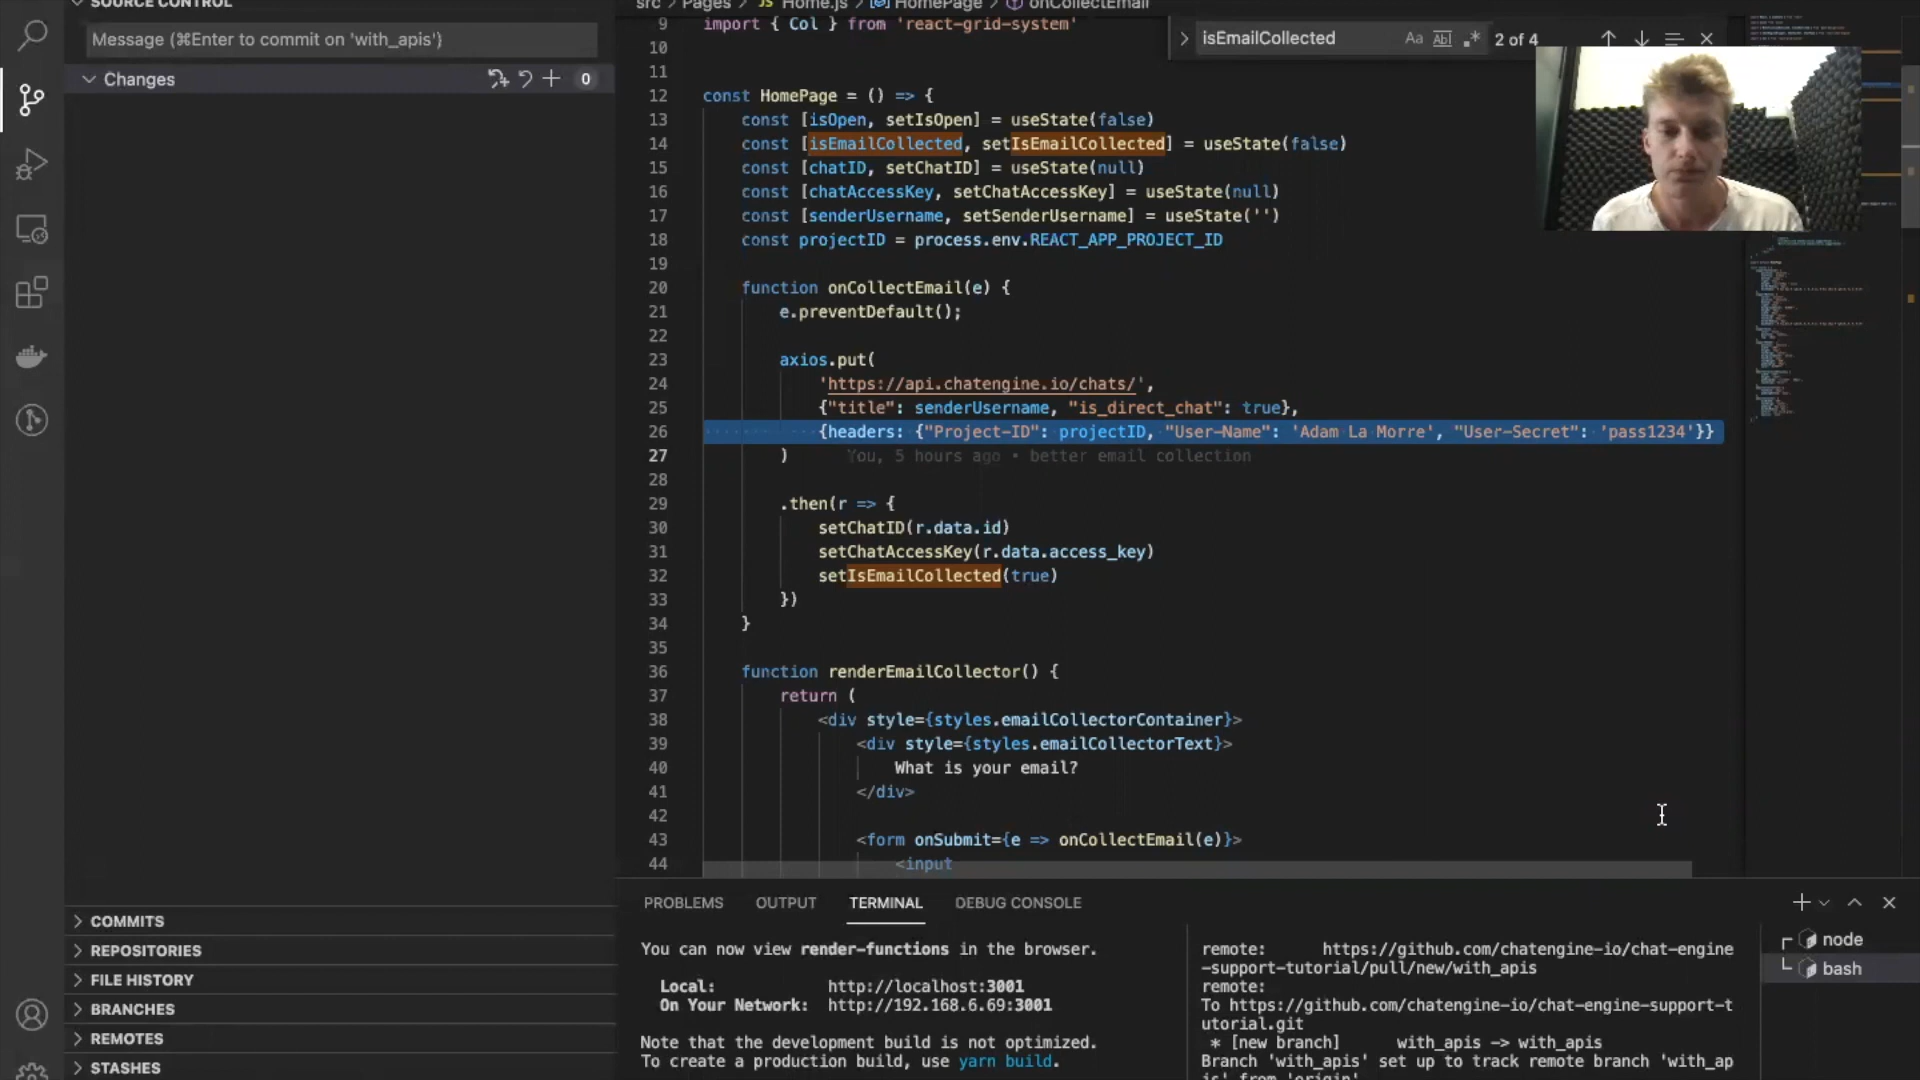 SOURCE CONTROL
Message (⌘Enter to commit on 'with_apis')
Changes
0
src > Pages > JS Home.js > HomePage > onCollectEmail
isEmailCollected
Aa
Abl
2 of 4
9 import { Col } from 'react-grid-system'
10
11
12 const HomePage = () => {
13 const [isOpen, setIsOpen] = useState(false)
14 const [isEmailCollected, setIsEmailCollected] = useState(false)
15 const [chatID, setChatID] = useState(null)
16 const [chatAccessKey, setChatAccessKey] = useState(null)
17 const [senderUsername, setSenderUsername] = useState('')
18 const projectID = process.env.REACT_APP_PROJECT_ID
19
20 function onCollectEmail(e) {
21 e.preventDefault();
22
23 axios.put(
24 'https://api.chatengine.io/chats/',
25 {"title": senderUsername, "is_direct_chat": true},
26 {headers: {"Project-ID": projectID, "User-Name": 'Adam La Morre', "User-Secret": 'pass1234'}}
27 ) You, 5 hours ago • better email collection
28
29 .then(r => {
30 setChatID(r.data.id)
31 setChatAccessKey(r.data.access_key)
32 setIsEmailCollected(true)
33 })
34 }
35
36 function renderEmailCollector() {
37 return (
38 <div style={styles.emailCollectorContainer}>
39 <div style={styles.emailCollectorText}>
40 What is your email?
41 </div>
42
43 <form onSubmit={e => onCollectEmail(e)}>
44 <input
COMMITS
REPOSITORIES
FILE HISTORY
BRANCHES
REMOTES
STASHES
PROBLEMS OUTPUT TERMINAL DEBUG CONSOLE
You can now view render-functions in the browser.
Local: http://localhost:3001
On Your Network: http://192.168.6.69:3001
Note that the development build is not optimized.
To create a production build, use yarn build.
remote: https://github.com/chatengine-io/chat-engine
-support-tutorial/pull/new/with_apis
remote:
To https://github.com/chatengine-io/chat-engine-support-t
utorial.git
* [new branch] with_apis -> with_apis
Branch 'with_apis' set up to track remote branch 'with_ap
is' from 'origin'
node
bash